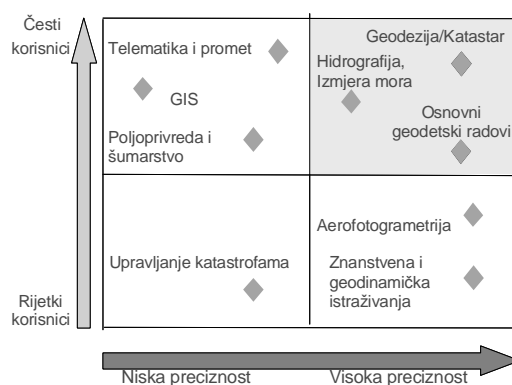 Česti
korisnici
Telematika i promet
GIS
Poljoprivreda i
šumarstvo
Geodezija/Katastar
Hidrografija,
Izmjera mora
Osnovni
geodetski radovi
Upravljanje katastrofama
Aerofotogrametrija
Znanstvena i
geodinamička
istraživanja
Rijetki
korisnici
Niska preciznost
Visoka preciznost